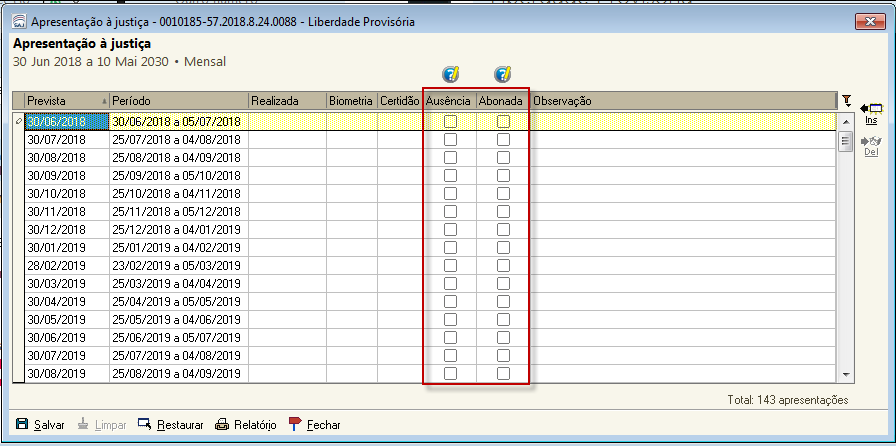 Apresentação à justiça - 0010185-57.2018.8.24.0088 - Liberdade Provisória
Apresentação à justiça
30 Jun 2018 a 10 Mai 2030 • Mensal
Prevista Período Realizada Biometria Certidão Ausência Abonada Observação
30/06/2018 30/06/2018 a 05/07/2018
30/07/2018 25/07/2018 a 04/08/2018
30/08/2018 25/08/2018 a 04/09/2018
30/09/2018 25/09/2018 a 05/10/2018
30/10/2018 25/10/2018 a 04/11/2018
30/11/2018 25/11/2018 a 05/12/2018
30/12/2018 25/12/2018 a 04/01/2019
30/01/2019 25/01/2019 a 04/02/2019
28/02/2019 23/02/2019 a 05/03/2019
30/03/2019 25/03/2019 a 04/04/2019
30/04/2019 25/04/2019 a 05/05/2019
30/05/2019 25/05/2019 a 04/06/2019
30/06/2019 25/06/2019 a 05/07/2019
30/07/2019 25/07/2019 a 04/08/2019
30/08/2019 25/08/2019 a 04/09/2019
Ins
Del
Total: 143 apresentações
Salvar Limpar Restaurar Relatório Fechar